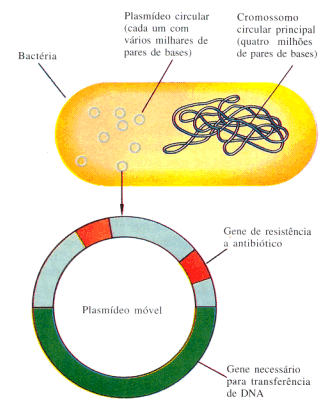 Plasmídeo circular
(cada um com
vários milhares de
pares de bases)
Cromossomo
circular principal
(quatro milhões
de pares de bases)
Bactéria
Gene de resistência
a antibiótico
Plasmídeo móvel
Gene necessário
para transferência
de DNA